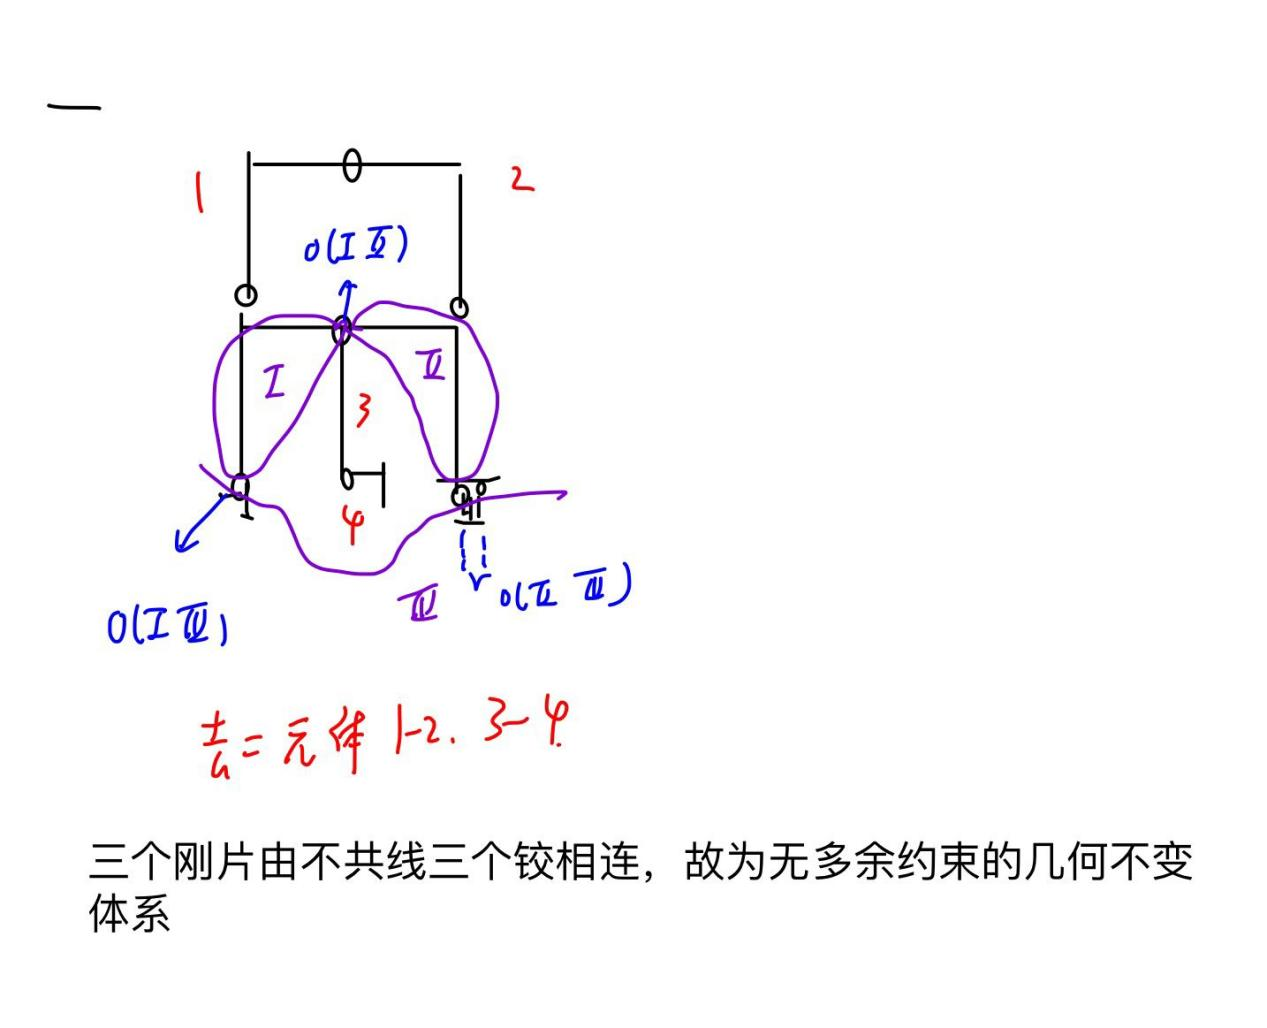 一
1
2
O(I II)
I
II
3
4
O(II III)
III
O(I III)
去二元体 1-2. 3-4.
三个刚片由不共线三个铰相连，故为无多余约束的几何不变
体系